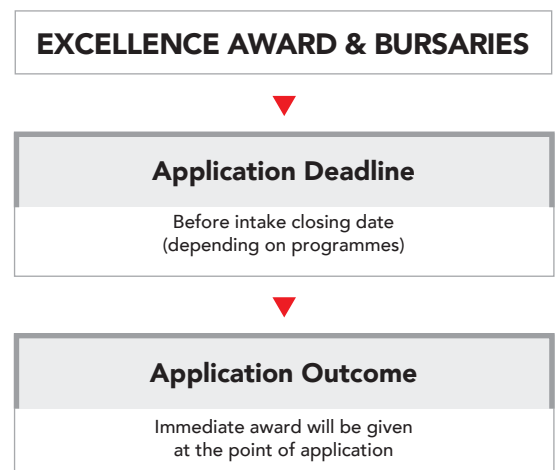 EXCELLENCE AWARD & BURSARIES
Application Deadline
Before intake closing date
(depending on programmes)
Application Outcome
Immediate award will be given
at the point of application